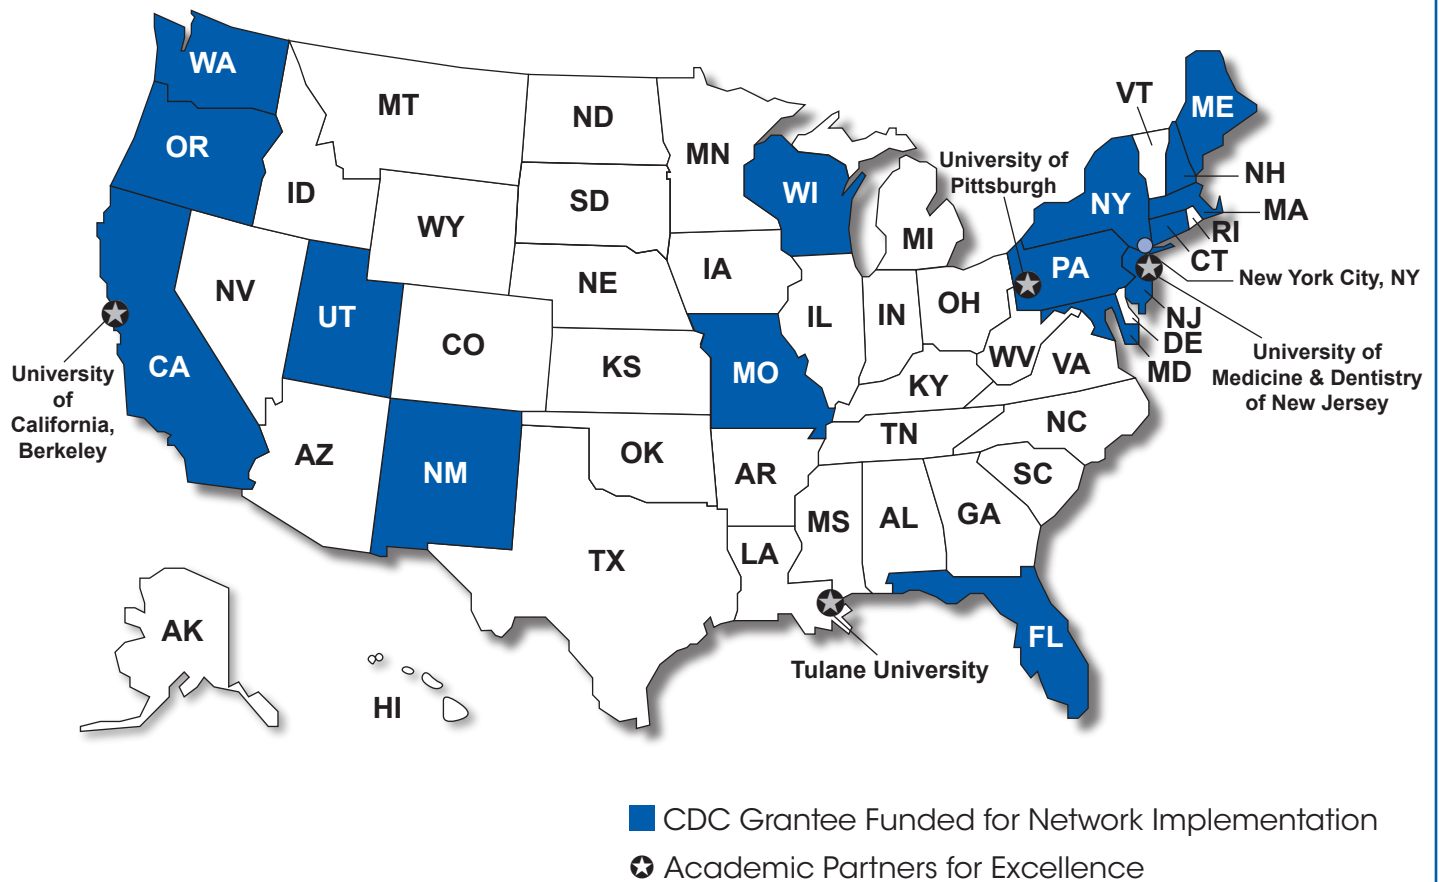 WA
MT
ND
MN
VT
ME
OR
ID
SD
WI
University of
Pittsburgh
NH
WY
NY
MA
MI
RI
NV
UT
NE
IA
PA
CT
New York City, NY
CO
IL
IN
OH
NJ
DE
MD
University
of
California,
Berkeley
CA
KS
MO
KY
WV
VA
University of
Medicine & Dentistry
of New Jersey
AZ
NM
OK
AR
TN
NC
SC
TX
LA
MS
AL
GA
AK
HI
Tulane University
FL
CDC Grantee Funded for Network Implementation
Academic Partners for Excellence